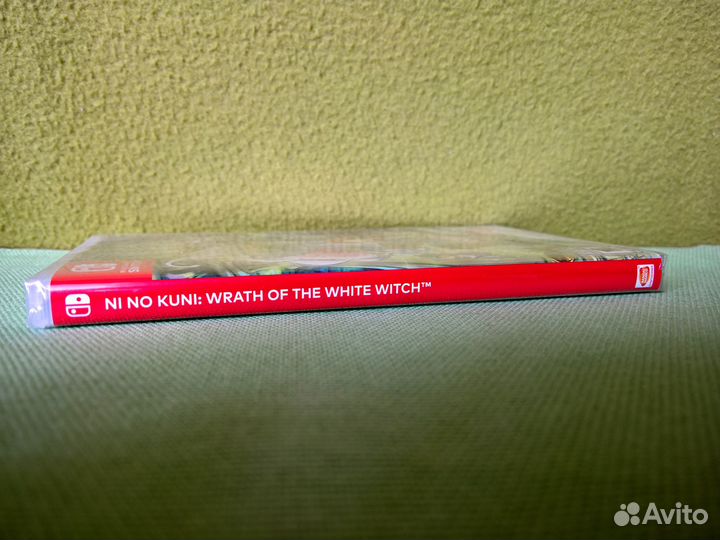 NI NO KUNI: WRATH OF THE WHITE WITCH™
Avito